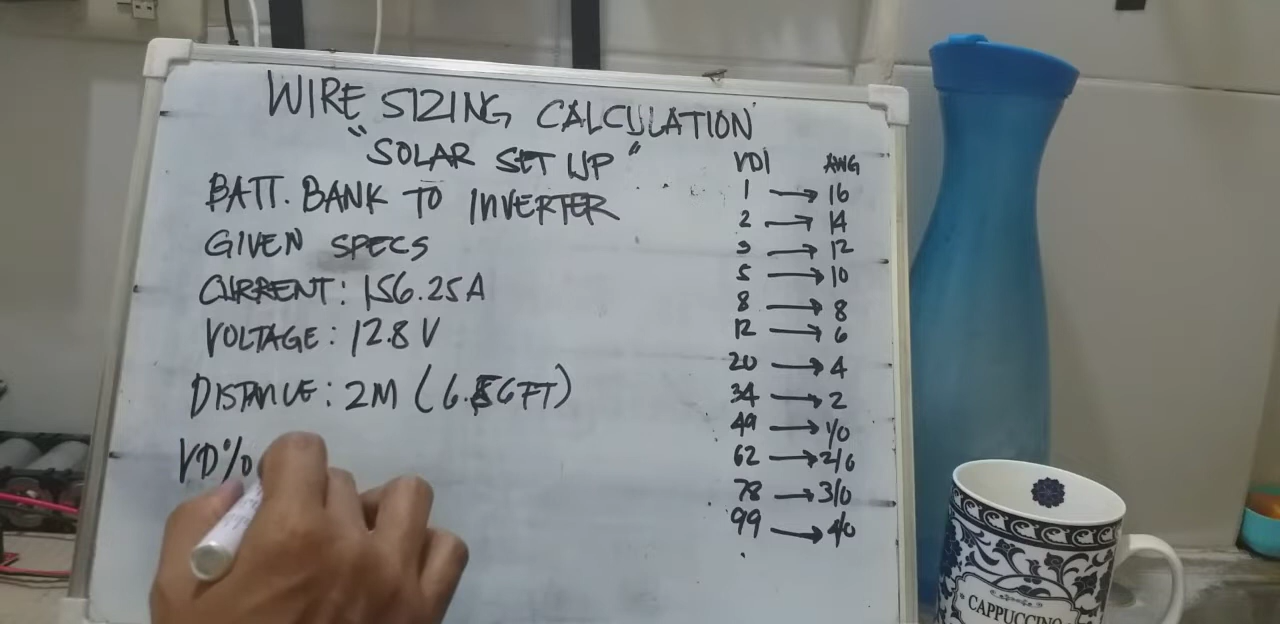 WIRE SIZING CALCULATION
"SOLAR SET UP"
BATT. BANK TO INVERTER
GIVEN SPECS
CURRENT: 156.25A
VOLTAGE: 12.8 V
DISTANCE: 2M (6.56FT)
VD%
VDI AWG
1 → 16
2 → 14
3 → 12
5 → 10
8 → 8
12 → 6
20 → 4
34 → 2
49 → 1/0
62 → 2/0
78 → 3/0
99 → 4/0
CAPPUCCINO